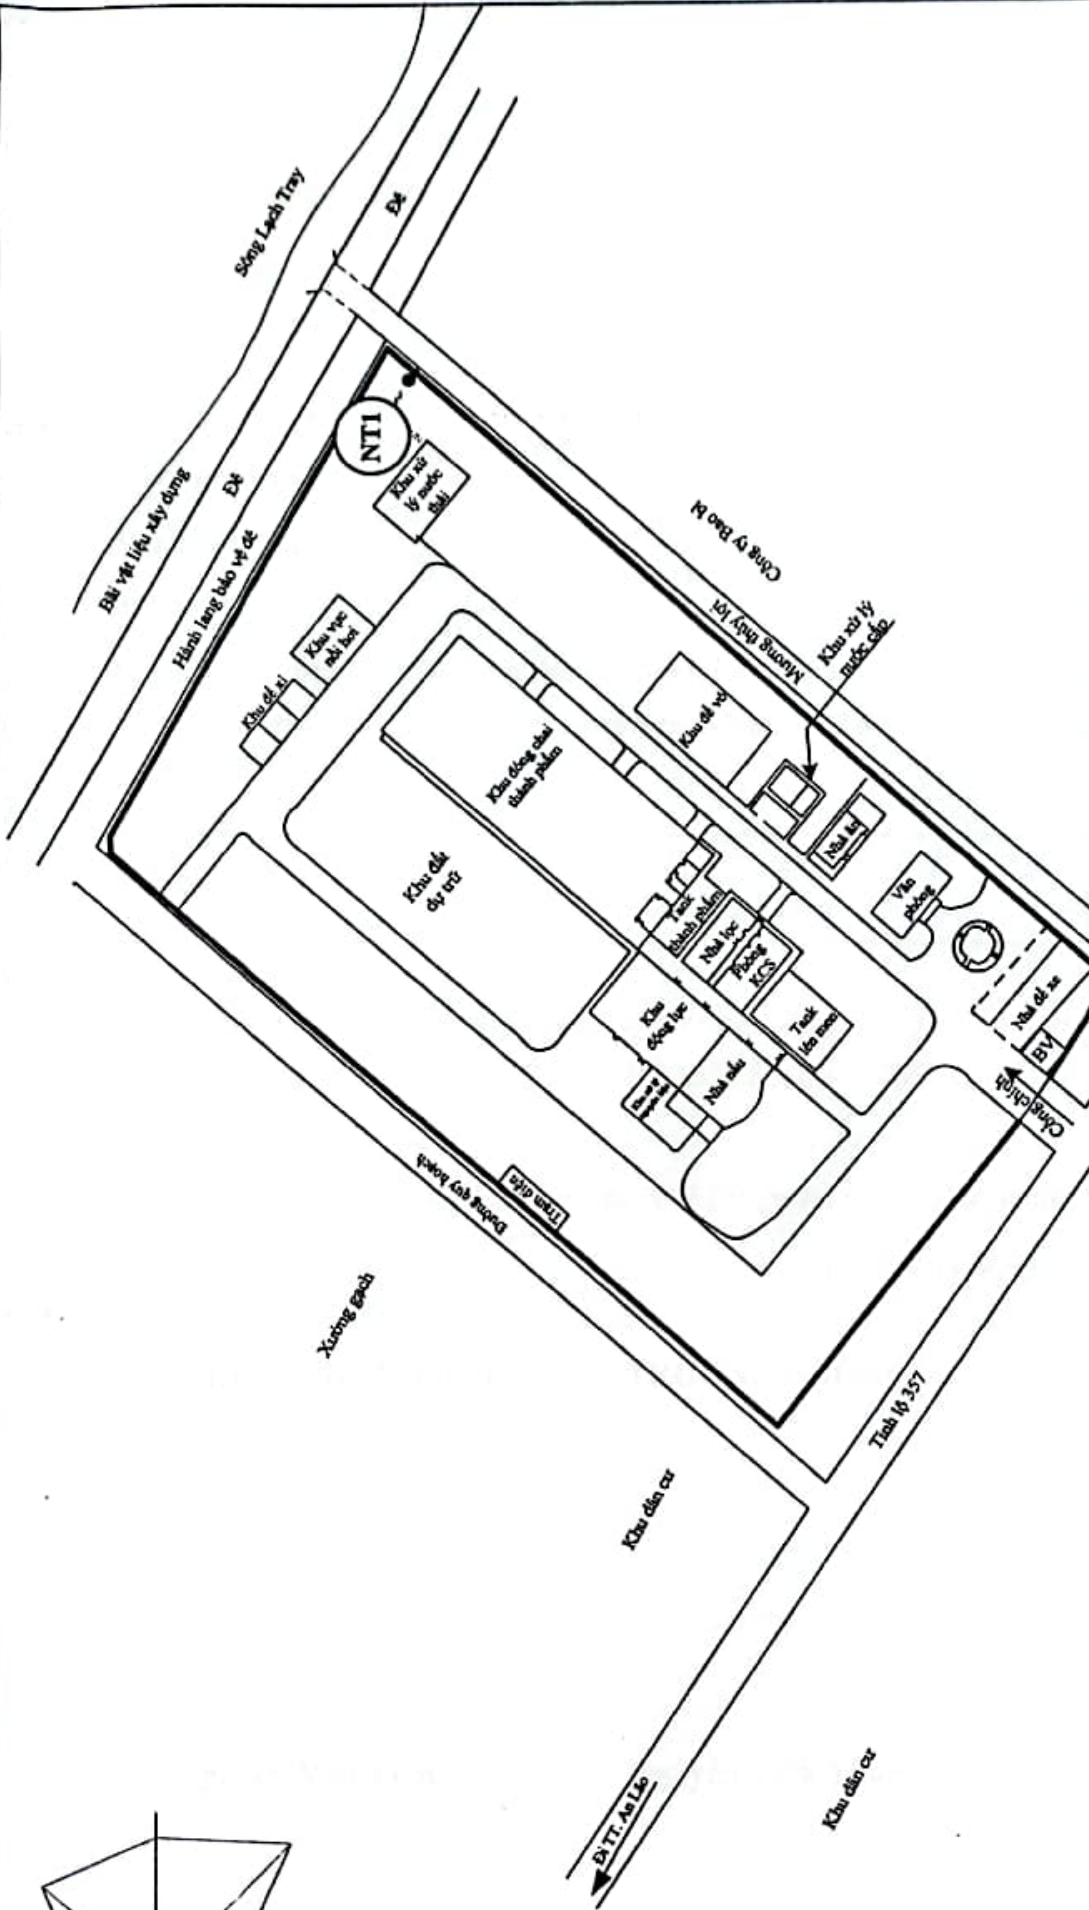 Sông Lạch Tray
Đê
Bãi vật liệu xây dựng
Đê
Hành lang bảo vệ đê
NT1
Khu xử
lý nước
thải
Khu vực
nồi hơi
Khu để xỉ
Công ty Bao bì
Mương thủy lợi
Khu xử lý
nước cấp
Khu để vỏ
Khu đóng chai
thành phẩm
Khu đất
dự trữ
Nhà ăn
Văn
phòng
Tank
thành phẩm
Nhà lọc
Phòng
KCS
Tank
lên men
Khu
động lực
Nhà nấu
Nhà để xe
BV
Cổng chính
Trạm điện
Đường quy hoạch
Xưởng gạch
Tỉnh lộ 357
Khu dân cư
Khu dân cư
Đi TT. An Lão